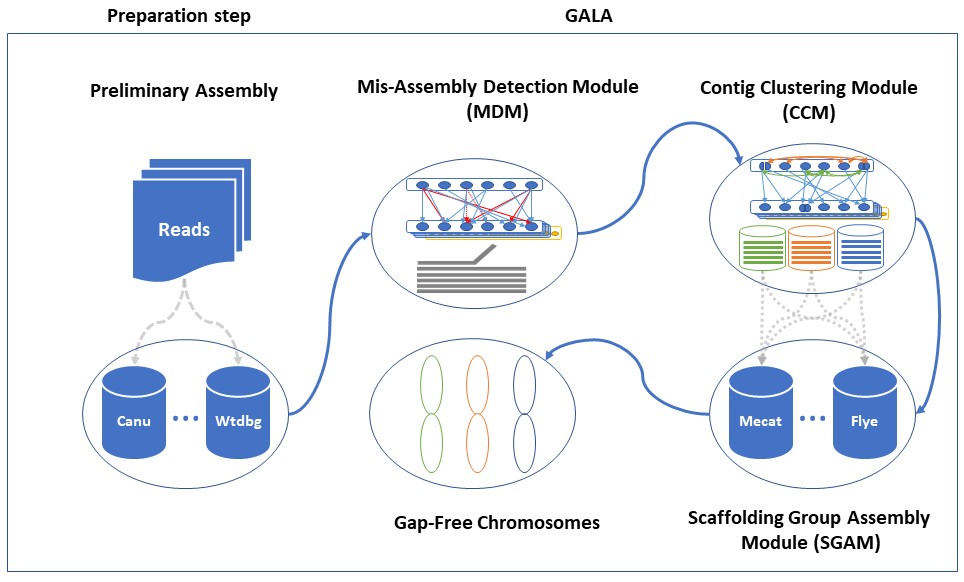 Preparation step
GALA
Preliminary Assembly
Mis-Assembly Detection Module
(MDM)
Contig Clustering Module
(CCM)
Reads
Canu
Wtdbg
Mecat
Flye
Gap-Free Chromosomes
Scaffolding Group Assembly
Module (SGAM)